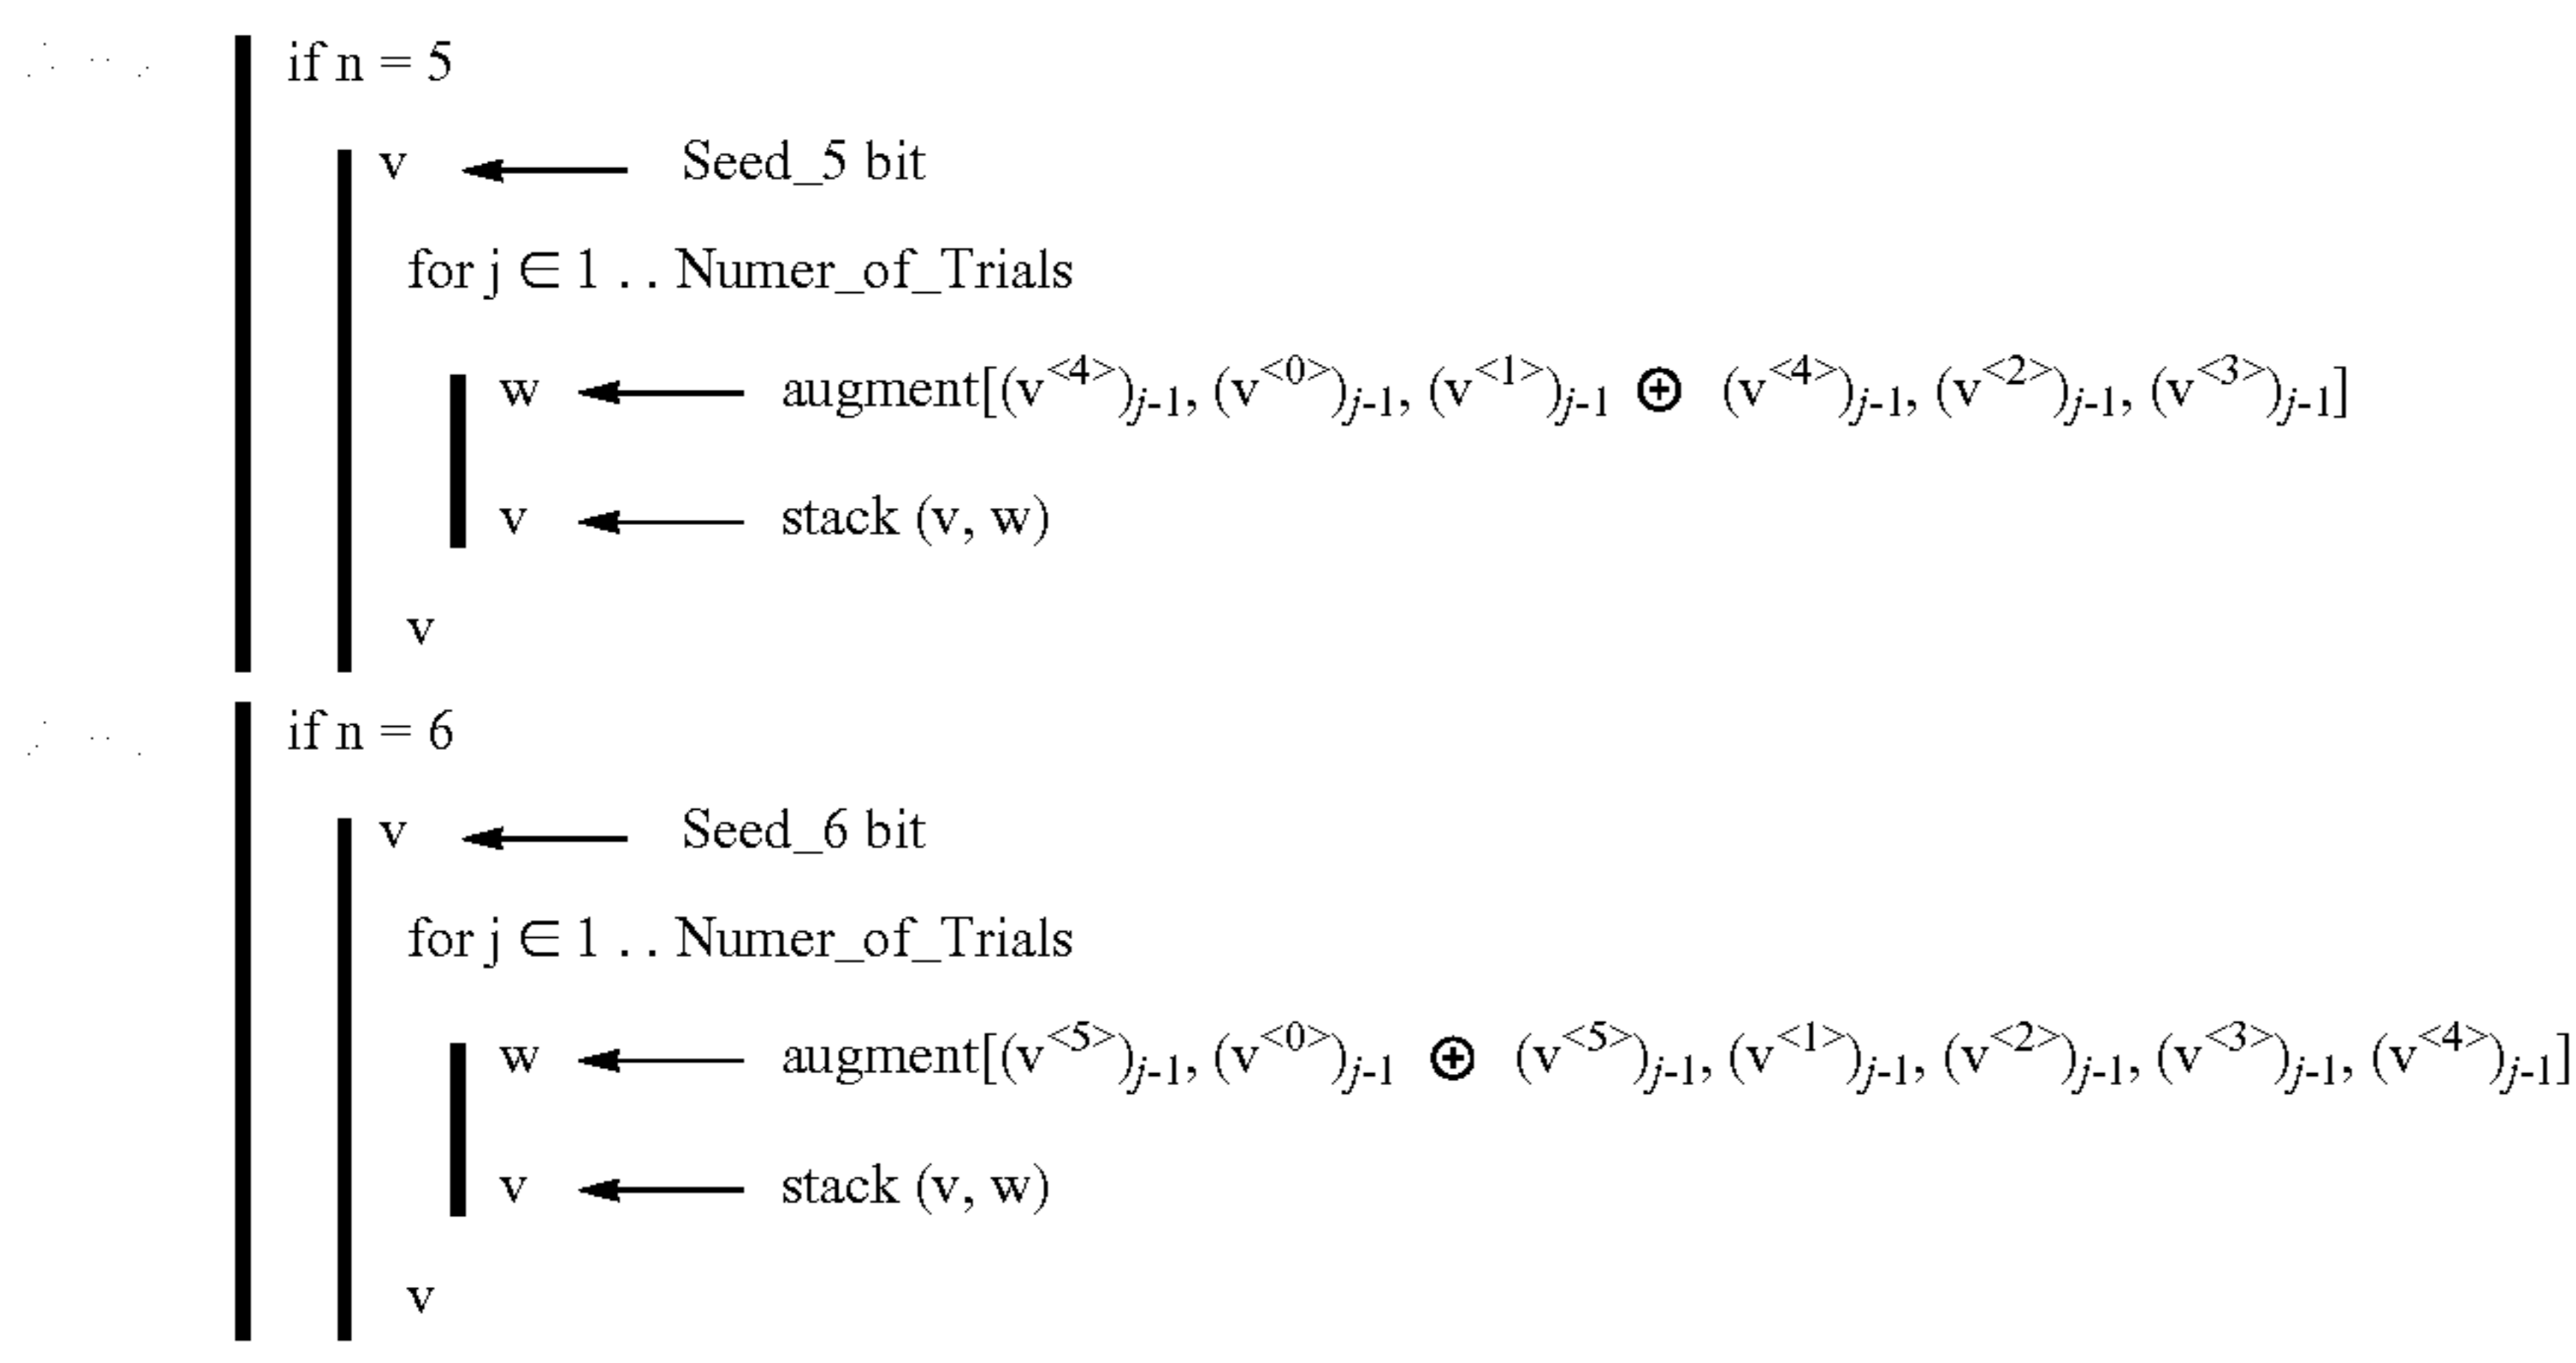 if n = 5
v ← Seed_5 bit
for j ∈ 1 . . Numer_of_Trials
w ← augment[(v<4>)j-1, (v<0>)j-1, (v<1>)j-1 ⊕ (v<4>)j-1, (v<2>)j-1, (v<3>)j-1]
v ← stack (v, w)
v
if n = 6
v ← Seed_6 bit
for j ∈ 1 . . Numer_of_Trials
w ← augment[(v<5>)j-1, (v<0>)j-1 ⊕ (v<5>)j-1, (v<1>)j-1, (v<2>)j-1, (v<3>)j-1, (v<4>)j-1]
v ← stack (v, w)
v